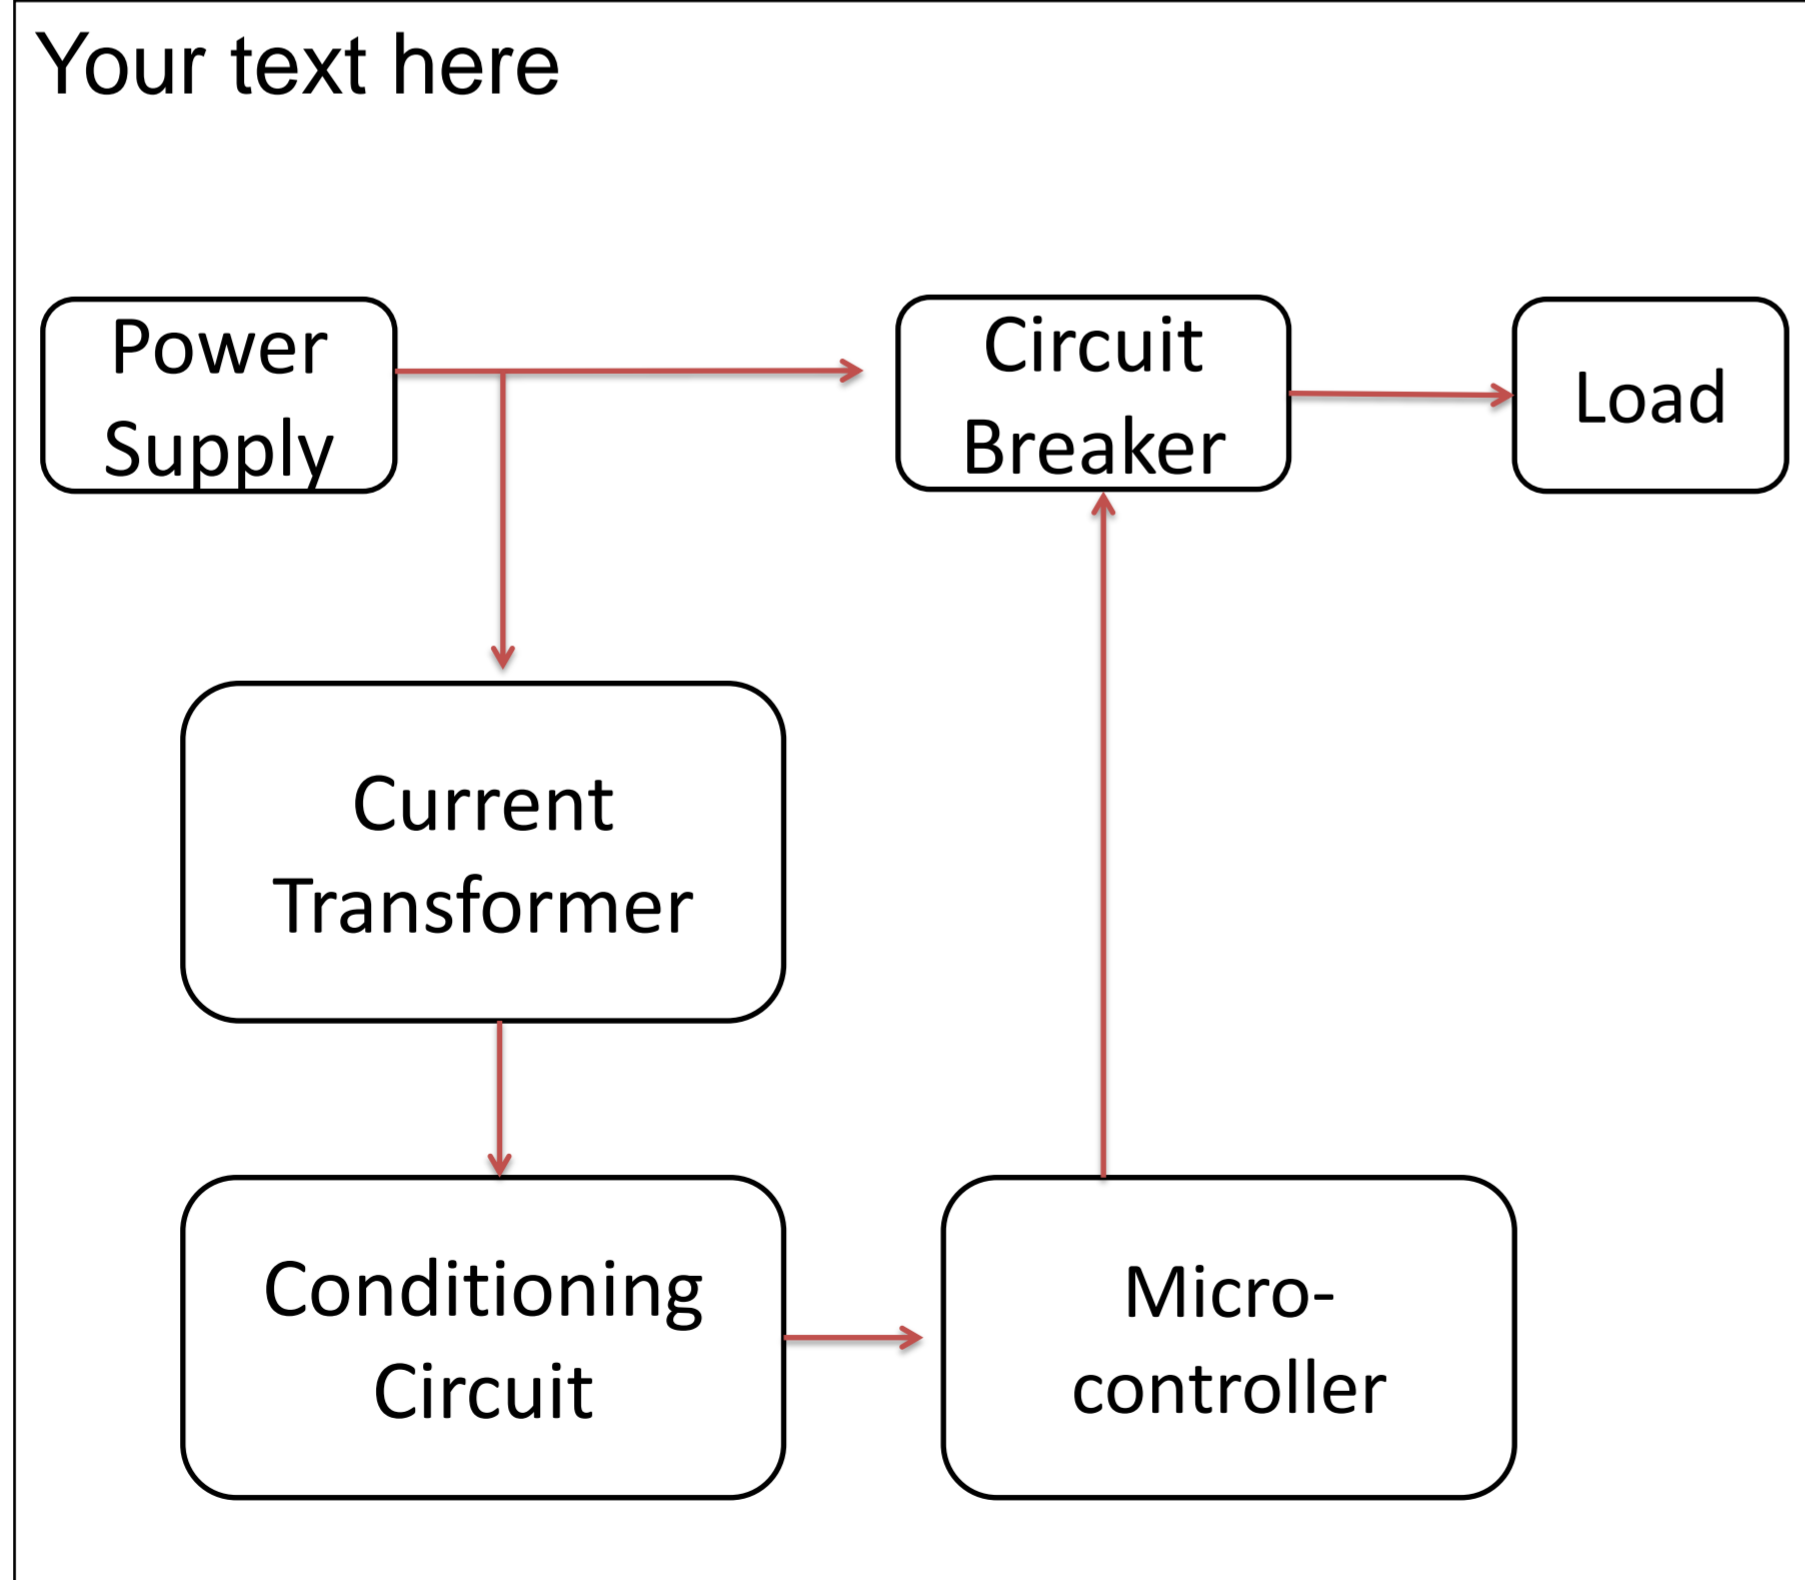 Your text here
Power
Supply
Circuit
Breaker
Load
Current
Transformer
Conditioning
Circuit
Micro-
controller